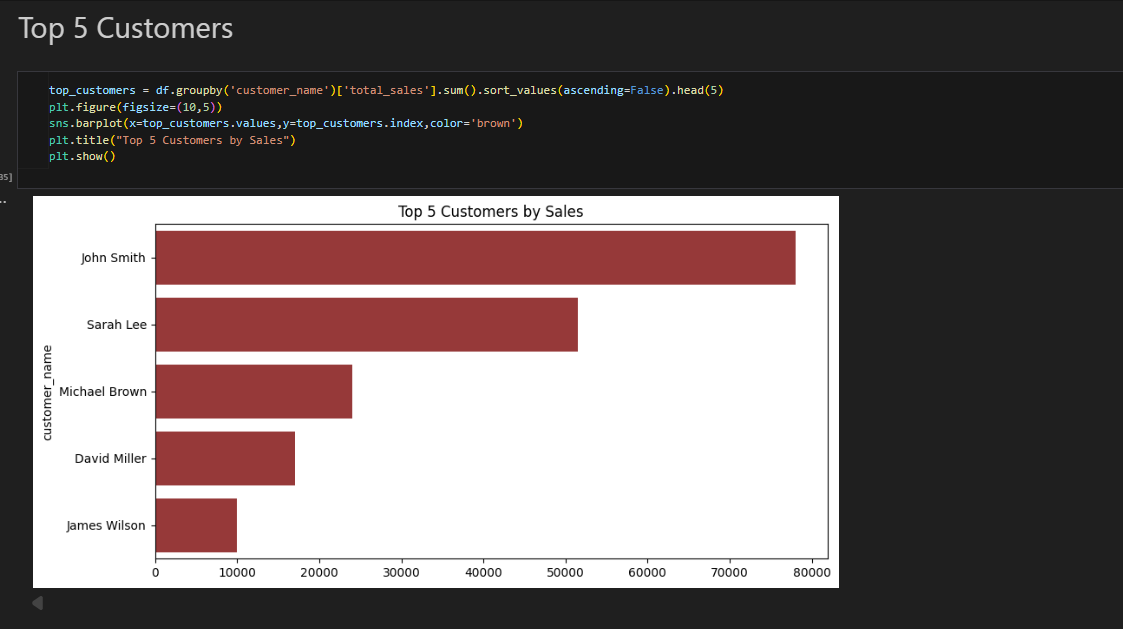 Top 5 Customers
top_customers = df.groupby('customer_name')['total_sales'].sum().sort_values(ascending=False).head(5)
plt.figure(figsize=(10,5))
sns.barplot(x=top_customers.values,y=top_customers.index,color='brown')
plt.title("Top 5 Customers by Sales")
plt.show()
Top 5 Customers by Sales
customer_name
John Smith
Sarah Lee
Michael Brown
David Miller
James Wilson
0 10000 20000 30000 40000 50000 60000 70000 80000